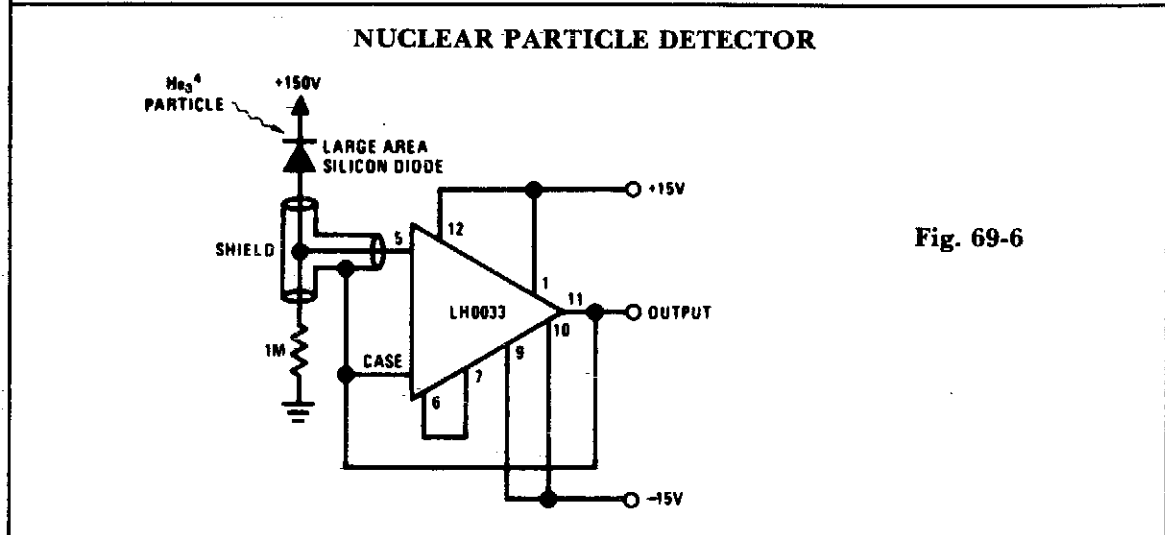 NUCLEAR PARTICLE DETECTOR
He₃⁴
PARTICLE
+150V
LARGE AREA
SILICON DIODE
SHIELD
1M
5
12
+15V
1
LH0033
11
OUTPUT
10
9
CASE
7
6
-15V
Fig. 69-6